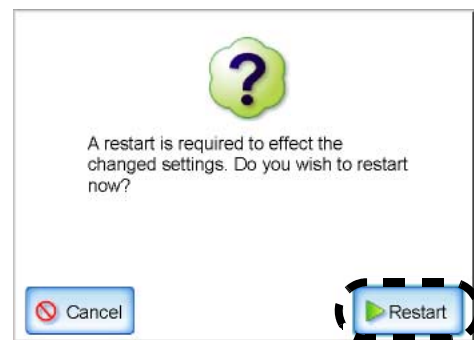 ?
A restart is required to effect the
changed settings. Do you wish to restart
now?
Cancel
Restart